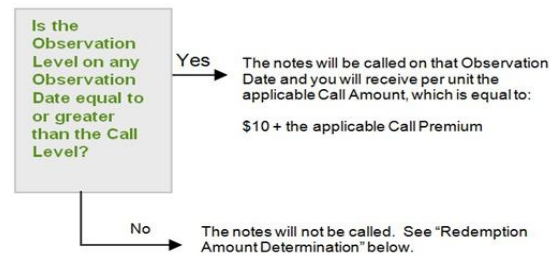 Is the
Observation
Level on any
Observation
Date equal to
or greater
than the Call
Level?
Yes
The notes will be called on that Observation
Date and you will receive per unit the
applicable Call Amount, which is equal to:
$10 + the applicable Call Premium
No
The notes will not be called. See “Redemption
Amount Determination” below.